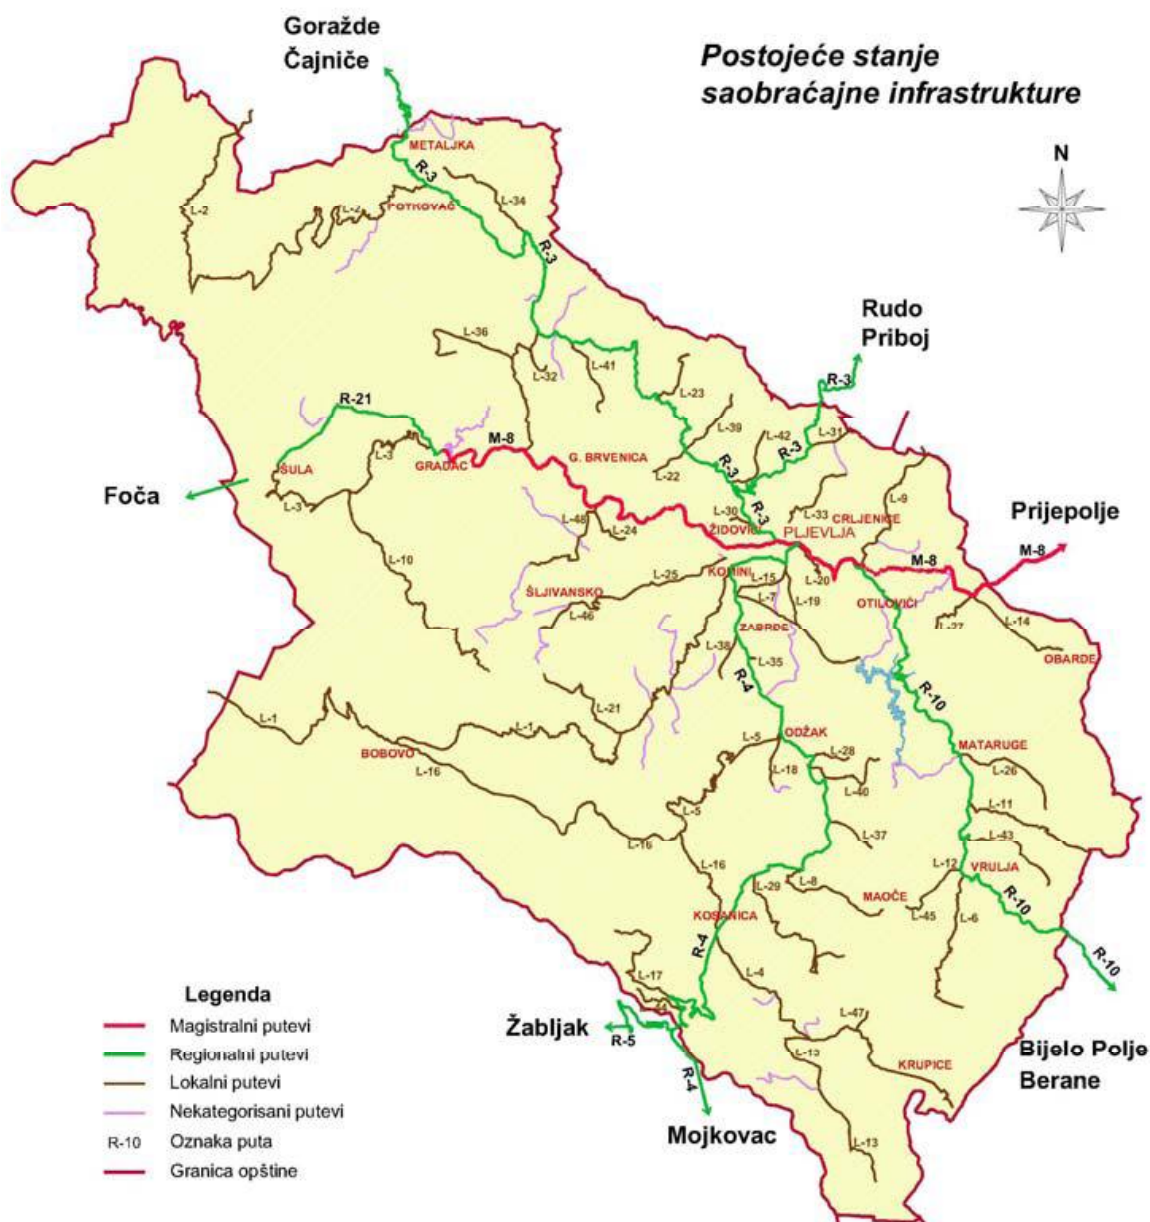 Goražde
Čajniče
Postojeće stanje
saobraćajne infrastrukture
N
METALJKA
R-3
L-34
L-2
L-2
POTKOVAČ
R-3
Rudo
Priboj
L-36
R-3
L-32
L-41
L-23
R-21
L-39
L-42
L-31
M-8
R-3
L-3
G. BRVENICA
R-3
GRADAC
ŠULA
L-22
L-9
Foča
L-3
L-30
R-3
L-33
CRLJENICE
Prijepolje
L-48
L-24
ŽIDOVIĆI
PLJEVLJA
M-8
L-10
M-8
L-25
KOMINI
L-15
L-20
ŠLJIVANSKO
L-7
L-19
OTILOVIĆI
L-46
ZABRĐE
L-27
L-14
L-38
L-35
OBARDE
R-4
R-10
L-21
L-1
L-1
ODŽAK
L-5
BOBOVO
L-28
MATARUGE
L-16
L-18
L-26
L-40
L-5
L-11
L-37
L-43
L-16
L-16
L-12
VRULJA
L-29
L-8
MAOČE
R-10
KOSANICA
L-45
L-6
R-4
R-10
L-17
L-4
Legenda
L-47
Magistralni putevi
Žabljak
R-5
Regionalni putevi
L-13
Bijelo Polje
KRUPICE
R-4
Berane
Lokalni putevi
Nekategorisani putevi
Mojkovac
R-10 Oznaka puta
L-13
Granica opštine